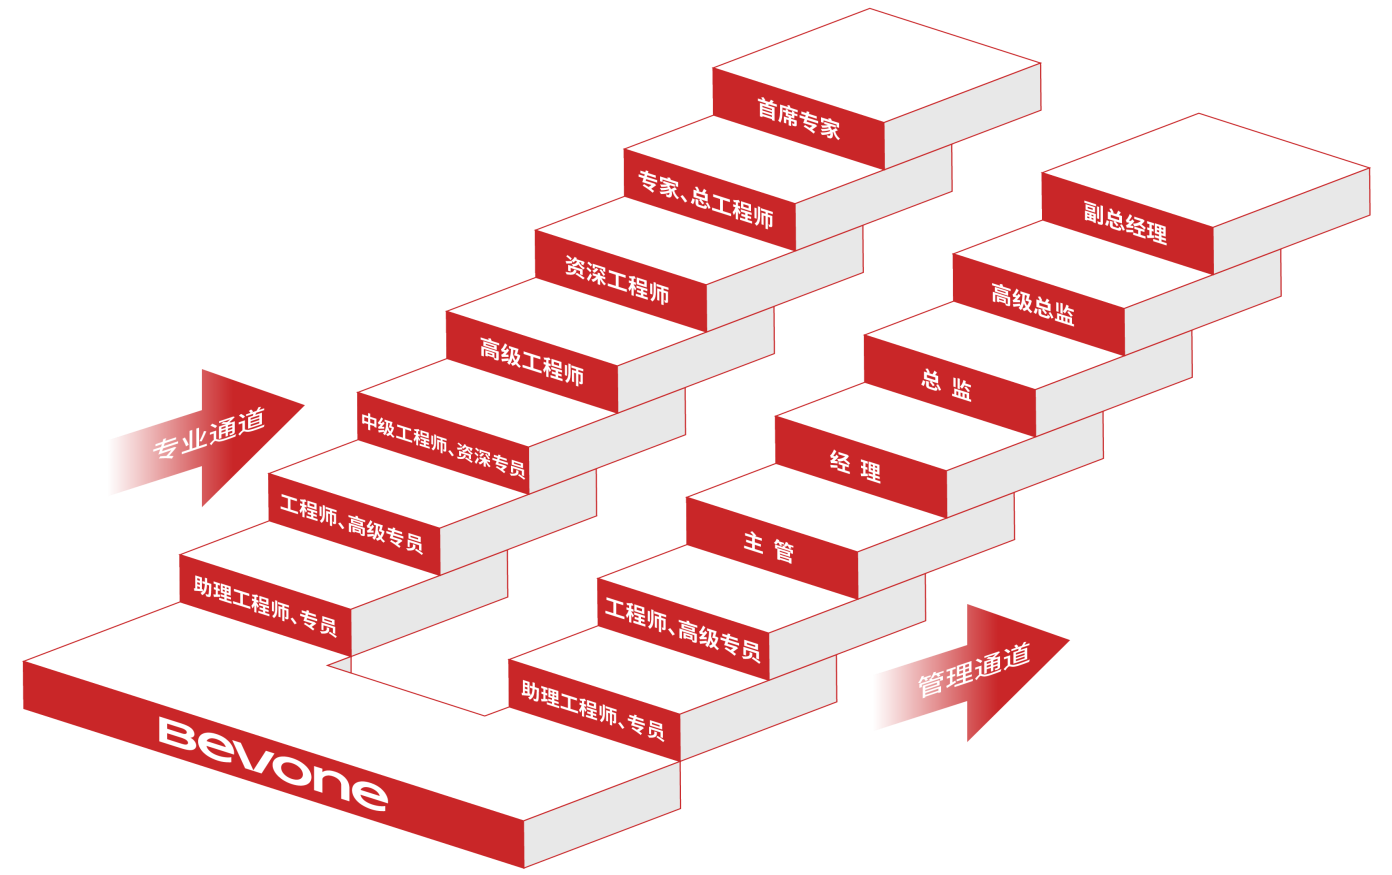 首席专家
专家、总工程师
资深工程师
高级工程师
中级工程师、资深专员
工程师、高级专员
助理工程师、专员
专业通道
副总经理
高级总监
总 监
经 理
主 管
工程师、高级专员
助理工程师、专员
管理通道
Bevone